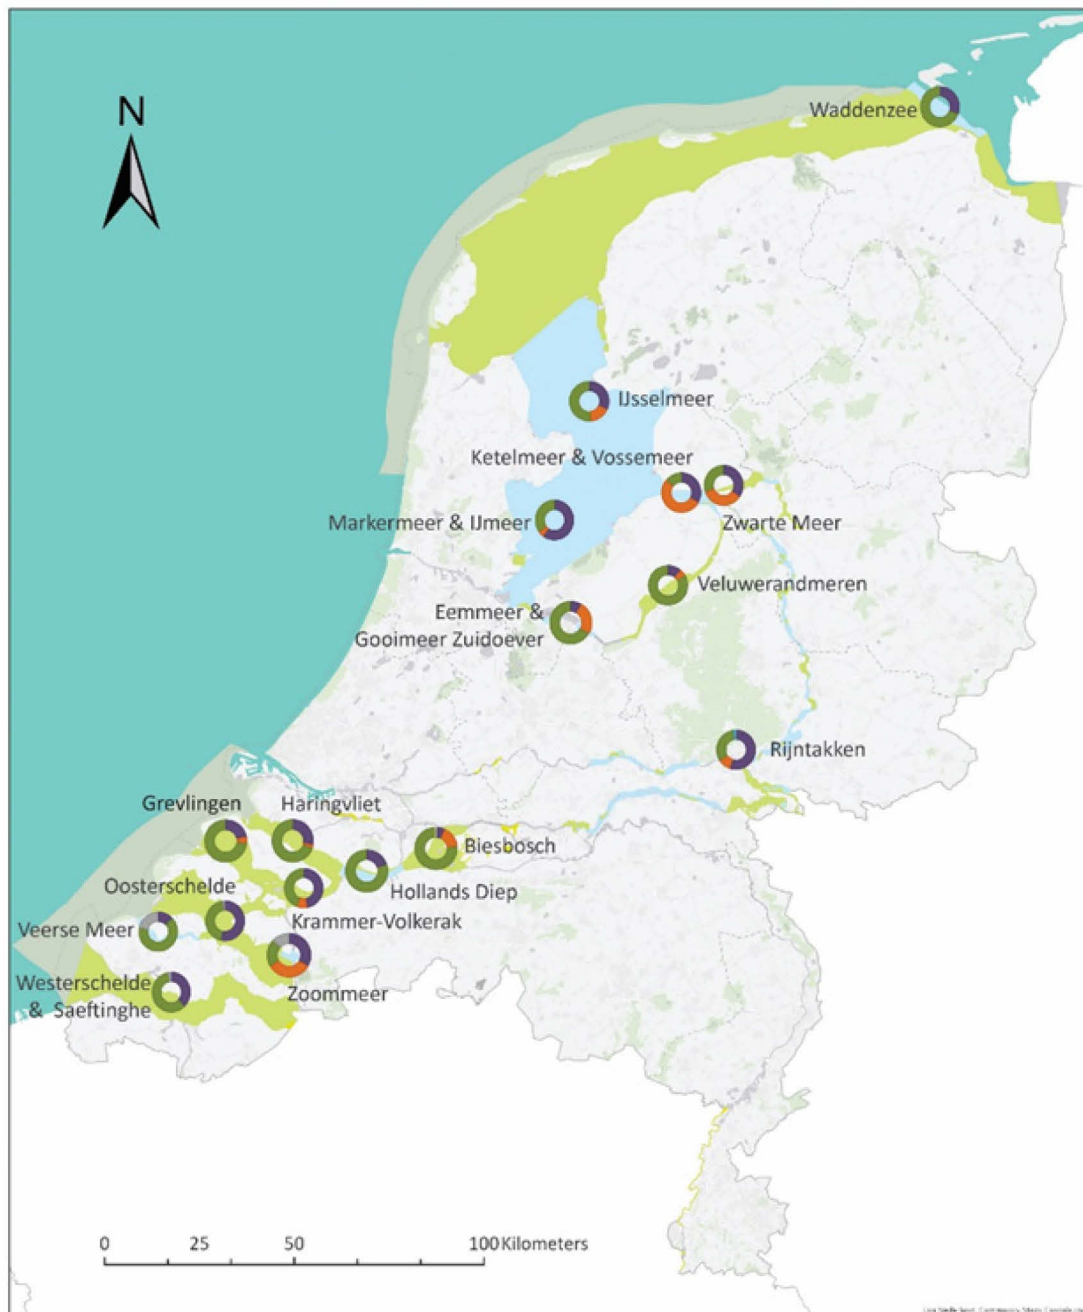 N
Waddenzee
IJsselmeer
Ketelmeer & Vossemeer
Markermeer & IJmeer
Zwarte Meer
Veluwerandmeren
Eemmeer &
Gooimeer Zuidoever
Rijntakken
Grevlingen
Haringvliet
Biesbosch
Oosterschelde
Hollands Diep
Krammer-Volkerak
Veerse Meer
Westerschelde
& Saeftinghe
Zoommeer
0 25 50 100 Kilometers